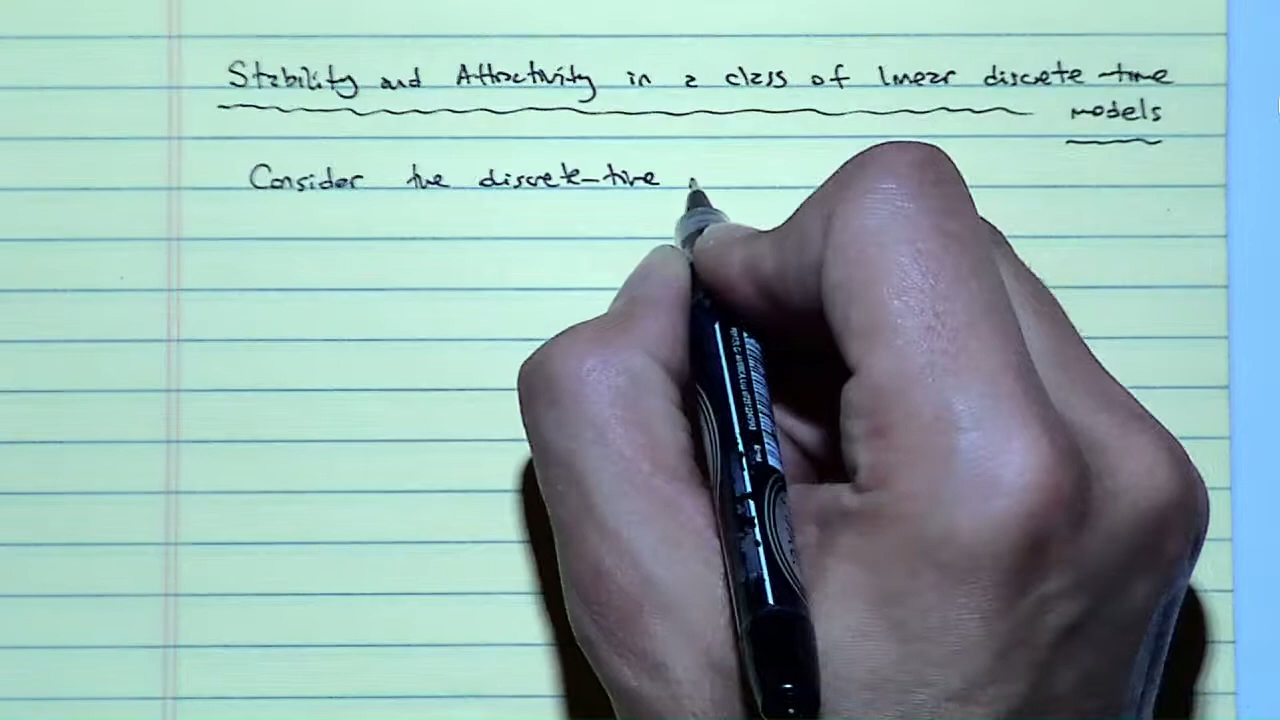 Stability and Attractivity in a class of linear discrete-time
models
Consider the discrete-time